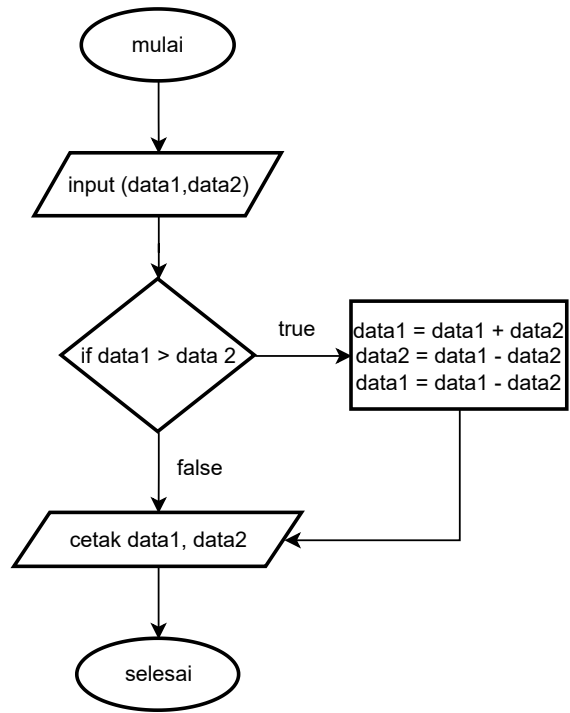 mulai
input (data1,data2)
if data1 > data 2
true
data1 = data1 + data2
data2 = data1 - data2
data1 = data1 - data2
false
cetak data1, data2
selesai